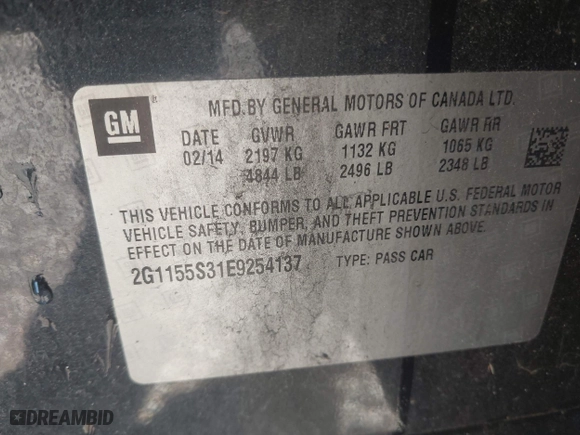 GM
MFD.BY GENERAL MOTORS OF CANADA LTD.
DATE GVWR GAWR FRT GAWR RR
02/14 2197 KG 1132 KG 1065 KG
4844 LB 2496 LB 2348 LB
THIS VEHICLE CONFORMS TO ALL APPLICABLE U.S. FEDERAL MOTOR
VEHICLE SAFETY, BUMPER, AND THEFT PREVENTION STANDARDS IN
EFFECT ON THE DATE OF MANUFACTURE SHOWN ABOVE.
2G1155S31E9254137 TYPE: PASS CAR
DREAMBID